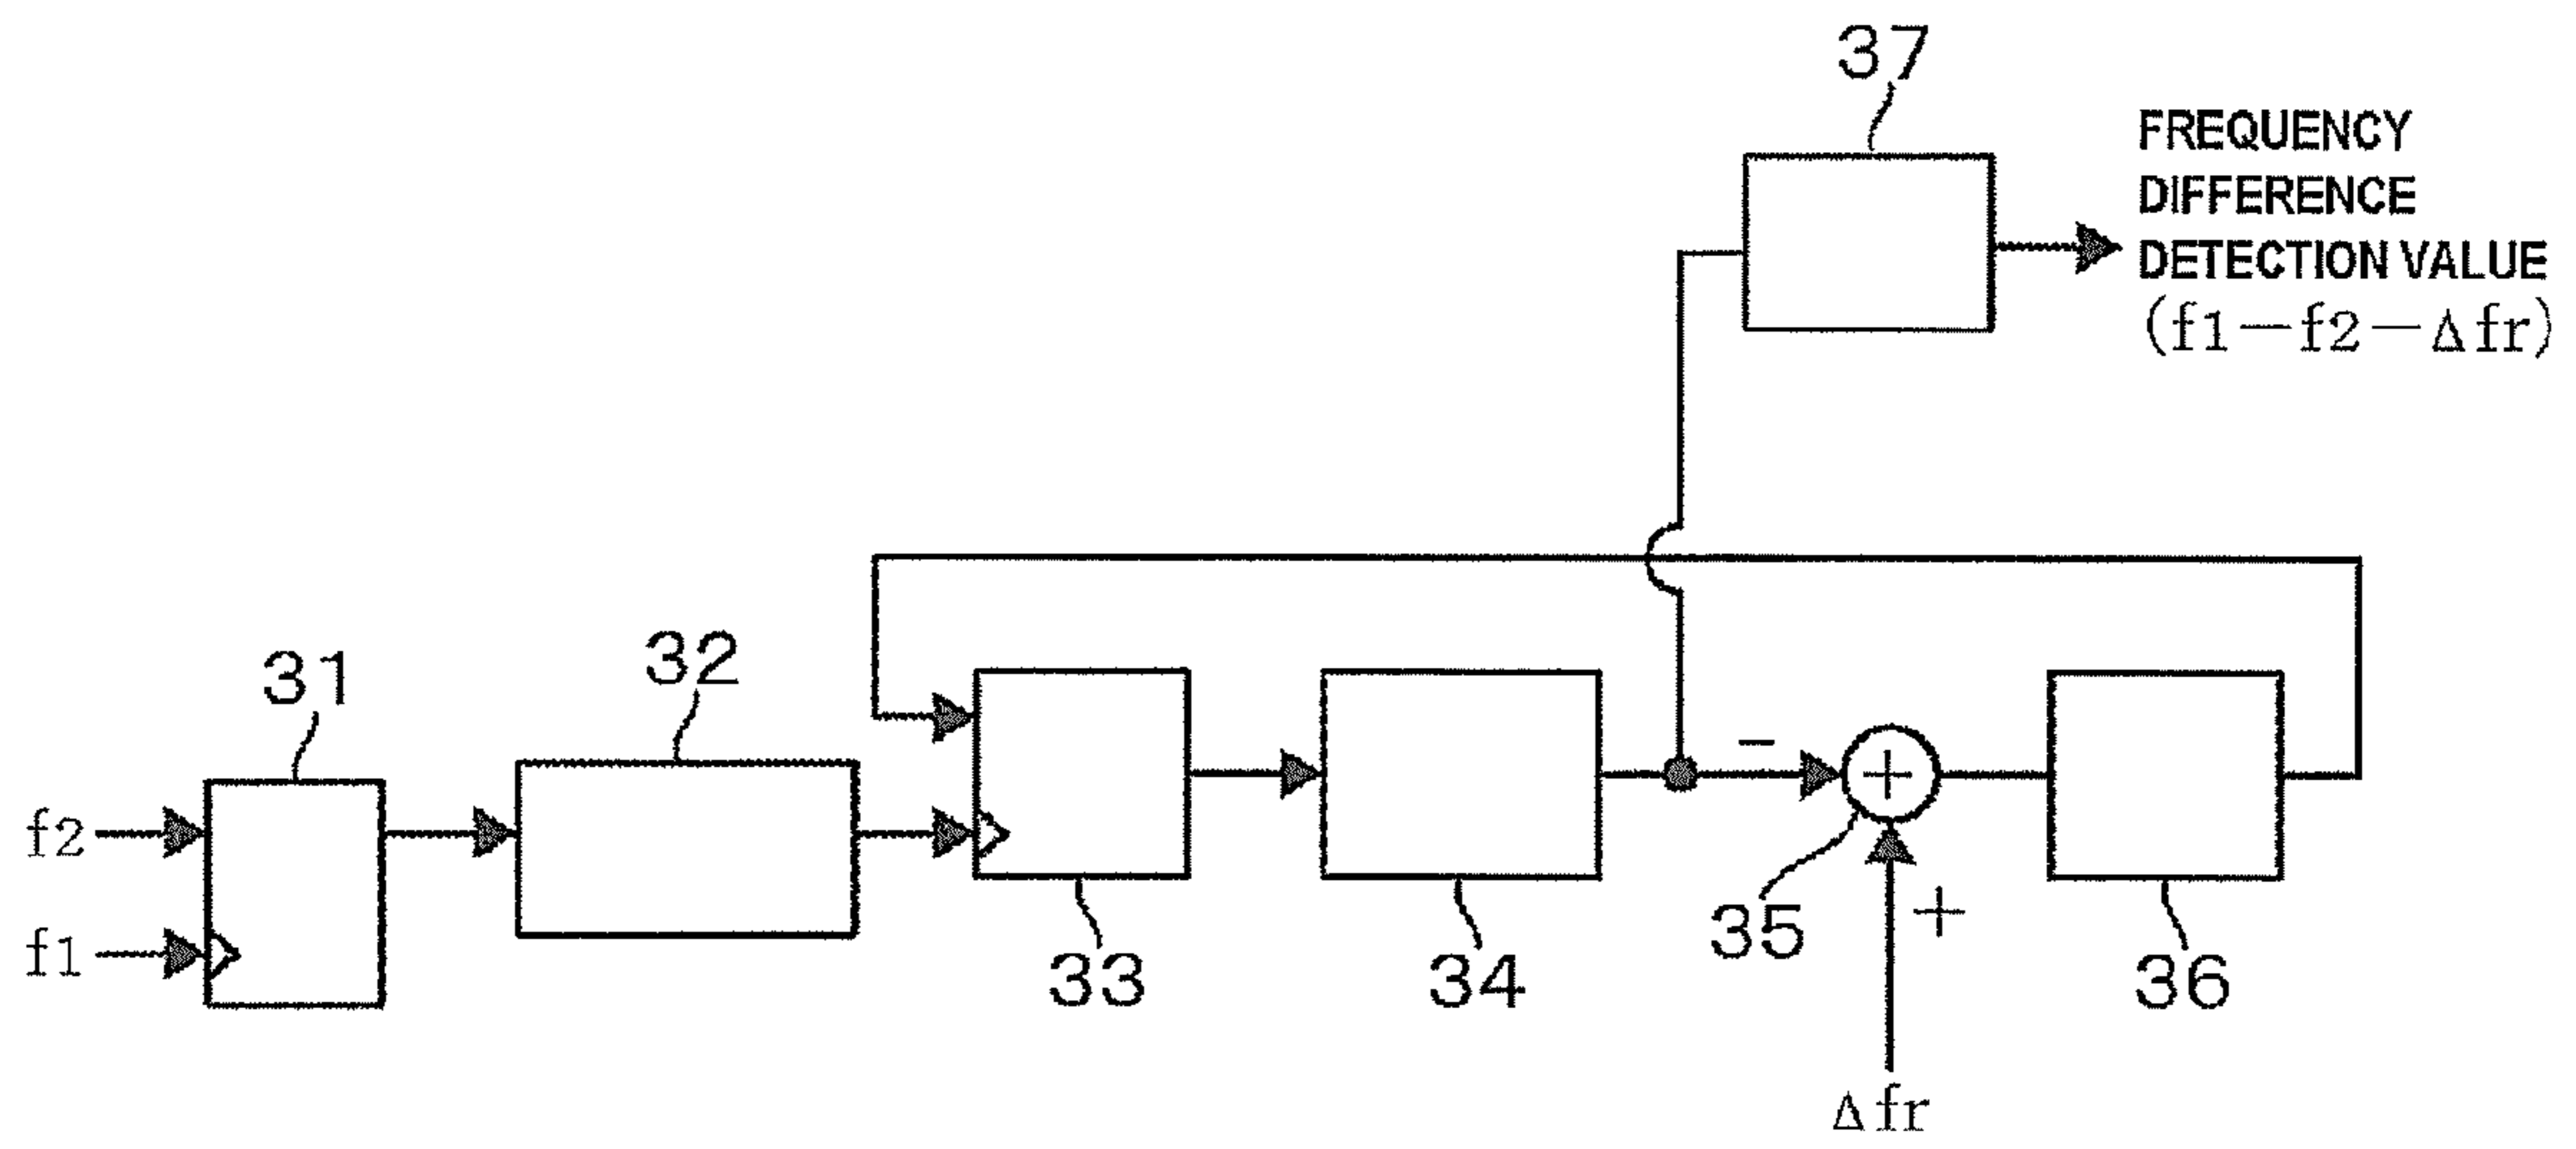 37
FREQUENCY
DIFFERENCE
DETECTION VALUE
(f1−f2−Δfr)
31
32
f2
f1
33
34
−
+
35
+
36
Δfr